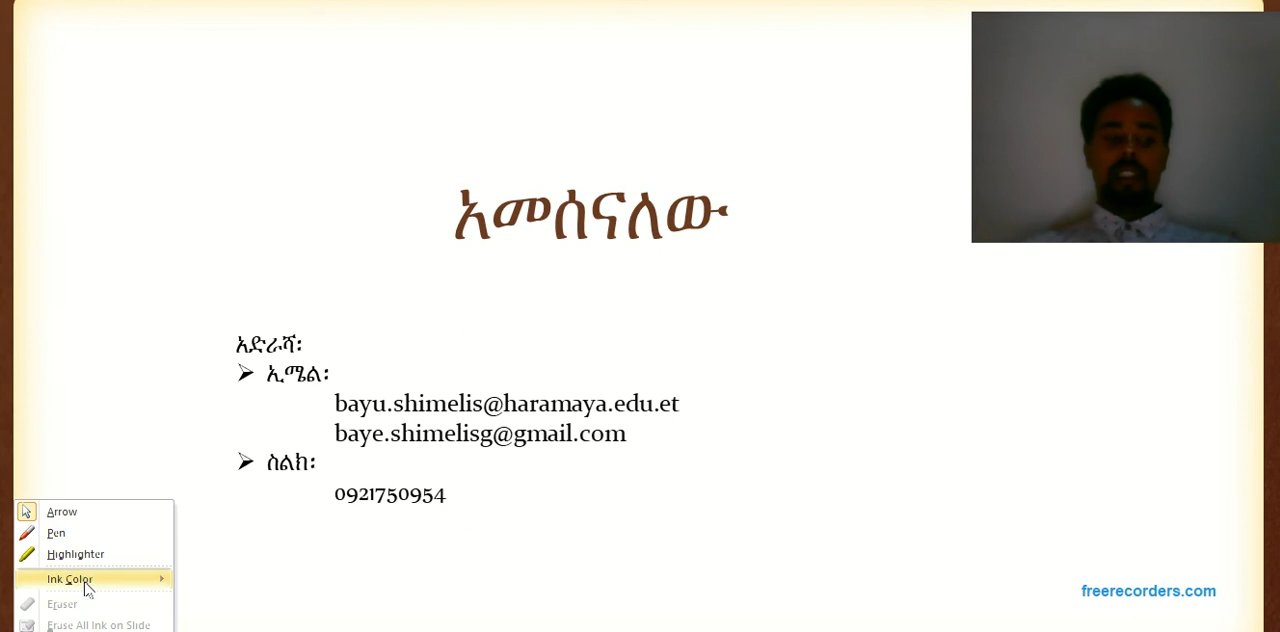 አመሰናለው
አድራሻ፡
➢ ኢሜል፡
bayu.shimelis@haramaya.edu.et
baye.shimelisg@gmail.com
➢ ስልክ፡
0921750954
Arrow
Pen
Highlighter
Ink Color
Eraser
Erase All Ink on Slide
freerecorders.com